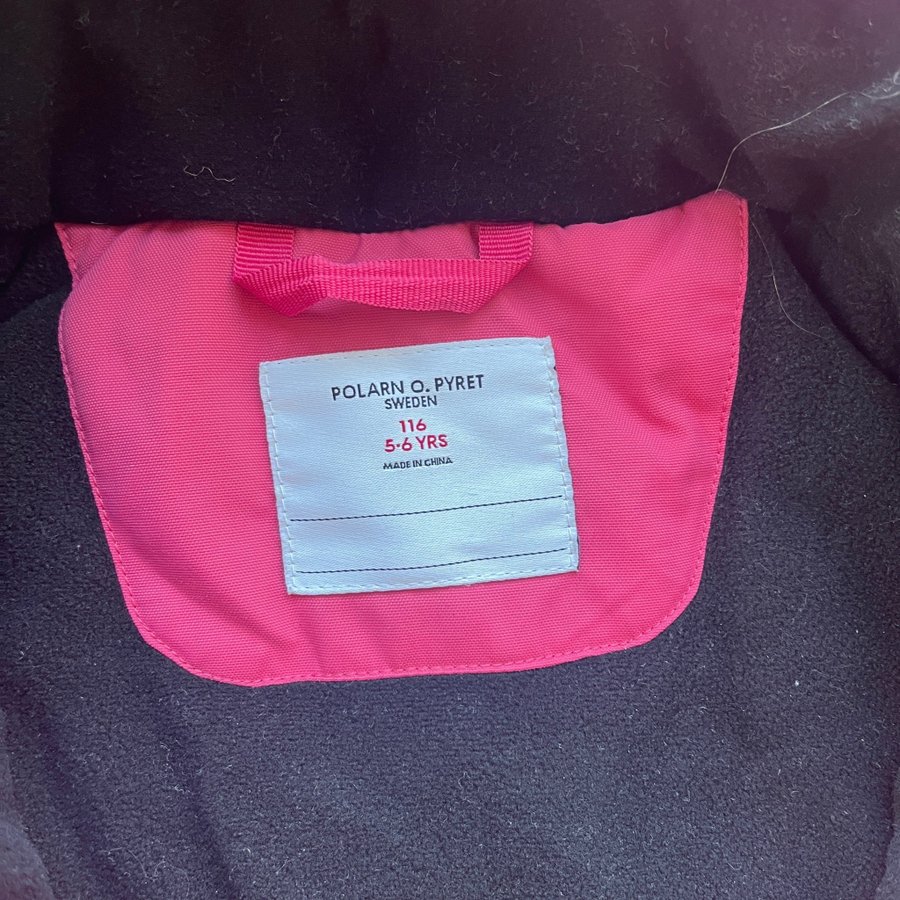 POLARN O. PYRET
SWEDEN
116
5-6 YRS
MADE IN CHINA